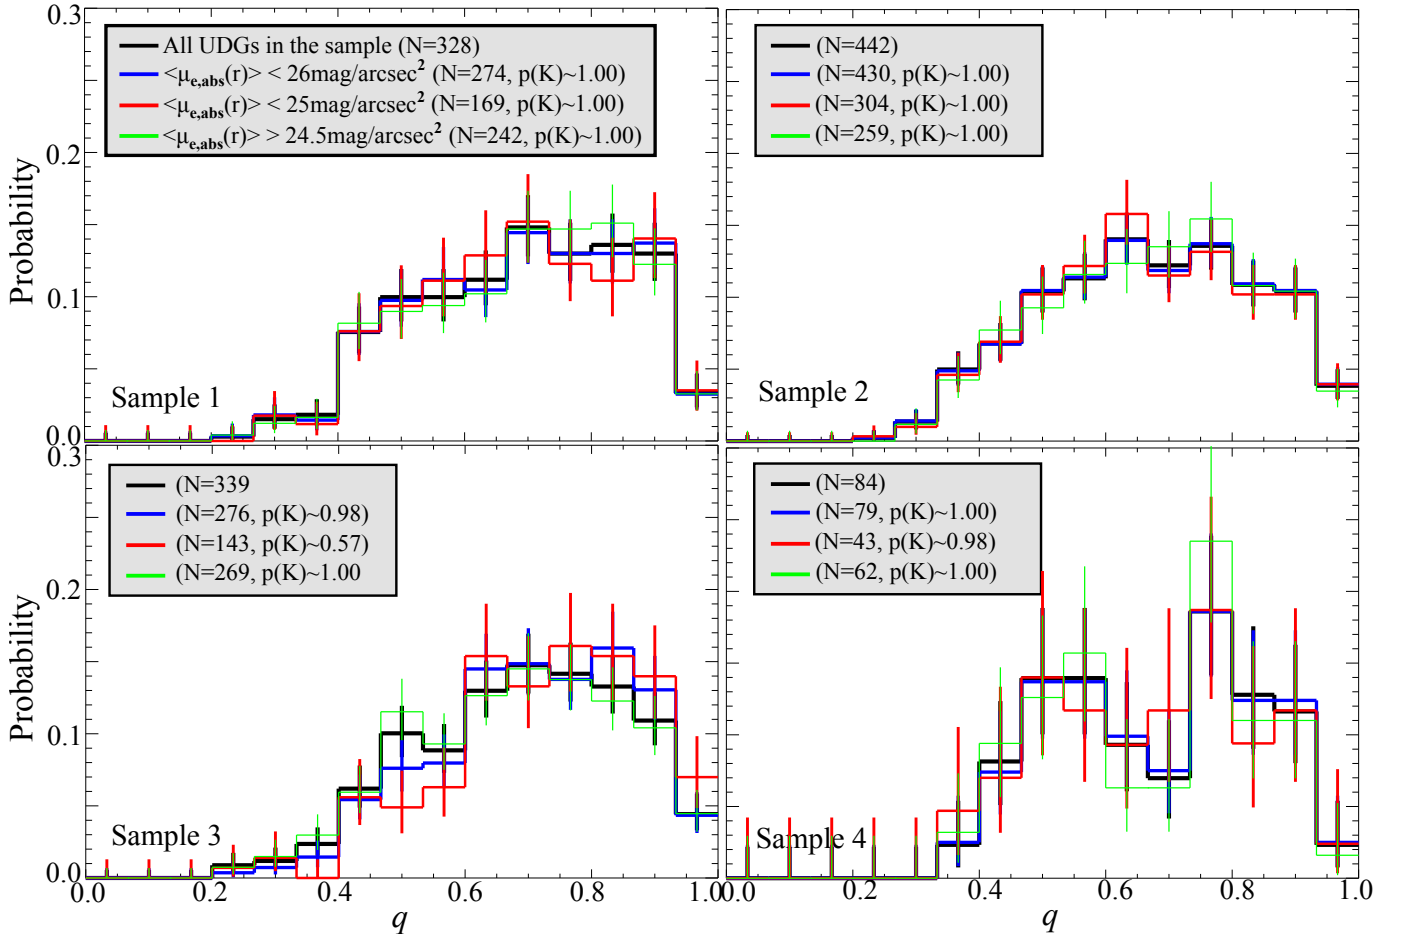 0.3
All UDGs in the sample (N=328)
<μe,abs(r)> < 26mag/arcsec2 (N=274, p(K)~1.00)
<μe,abs(r)> < 25mag/arcsec2 (N=169, p(K)~1.00)
<μe,abs(r)> > 24.5mag/arcsec2 (N=242, p(K)~1.00)
0.2
Probability
0.1
Sample 1
0.0
(N=442)
(N=430, p(K)~1.00)
(N=304, p(K)~1.00)
(N=259, p(K)~1.00)
Sample 2
0.3
(N=339
(N=276, p(K)~0.98)
(N=143, p(K)~0.57)
(N=269, p(K)~1.00
0.2
Probability
0.1
Sample 3
0.0
0.0 0.2 0.4 0.6 0.8 1.0
q
(N=84)
(N=79, p(K)~1.00)
(N=43, p(K)~0.98)
(N=62, p(K)~1.00)
Sample 4
0.2 0.4 0.6 0.8 1.0
q